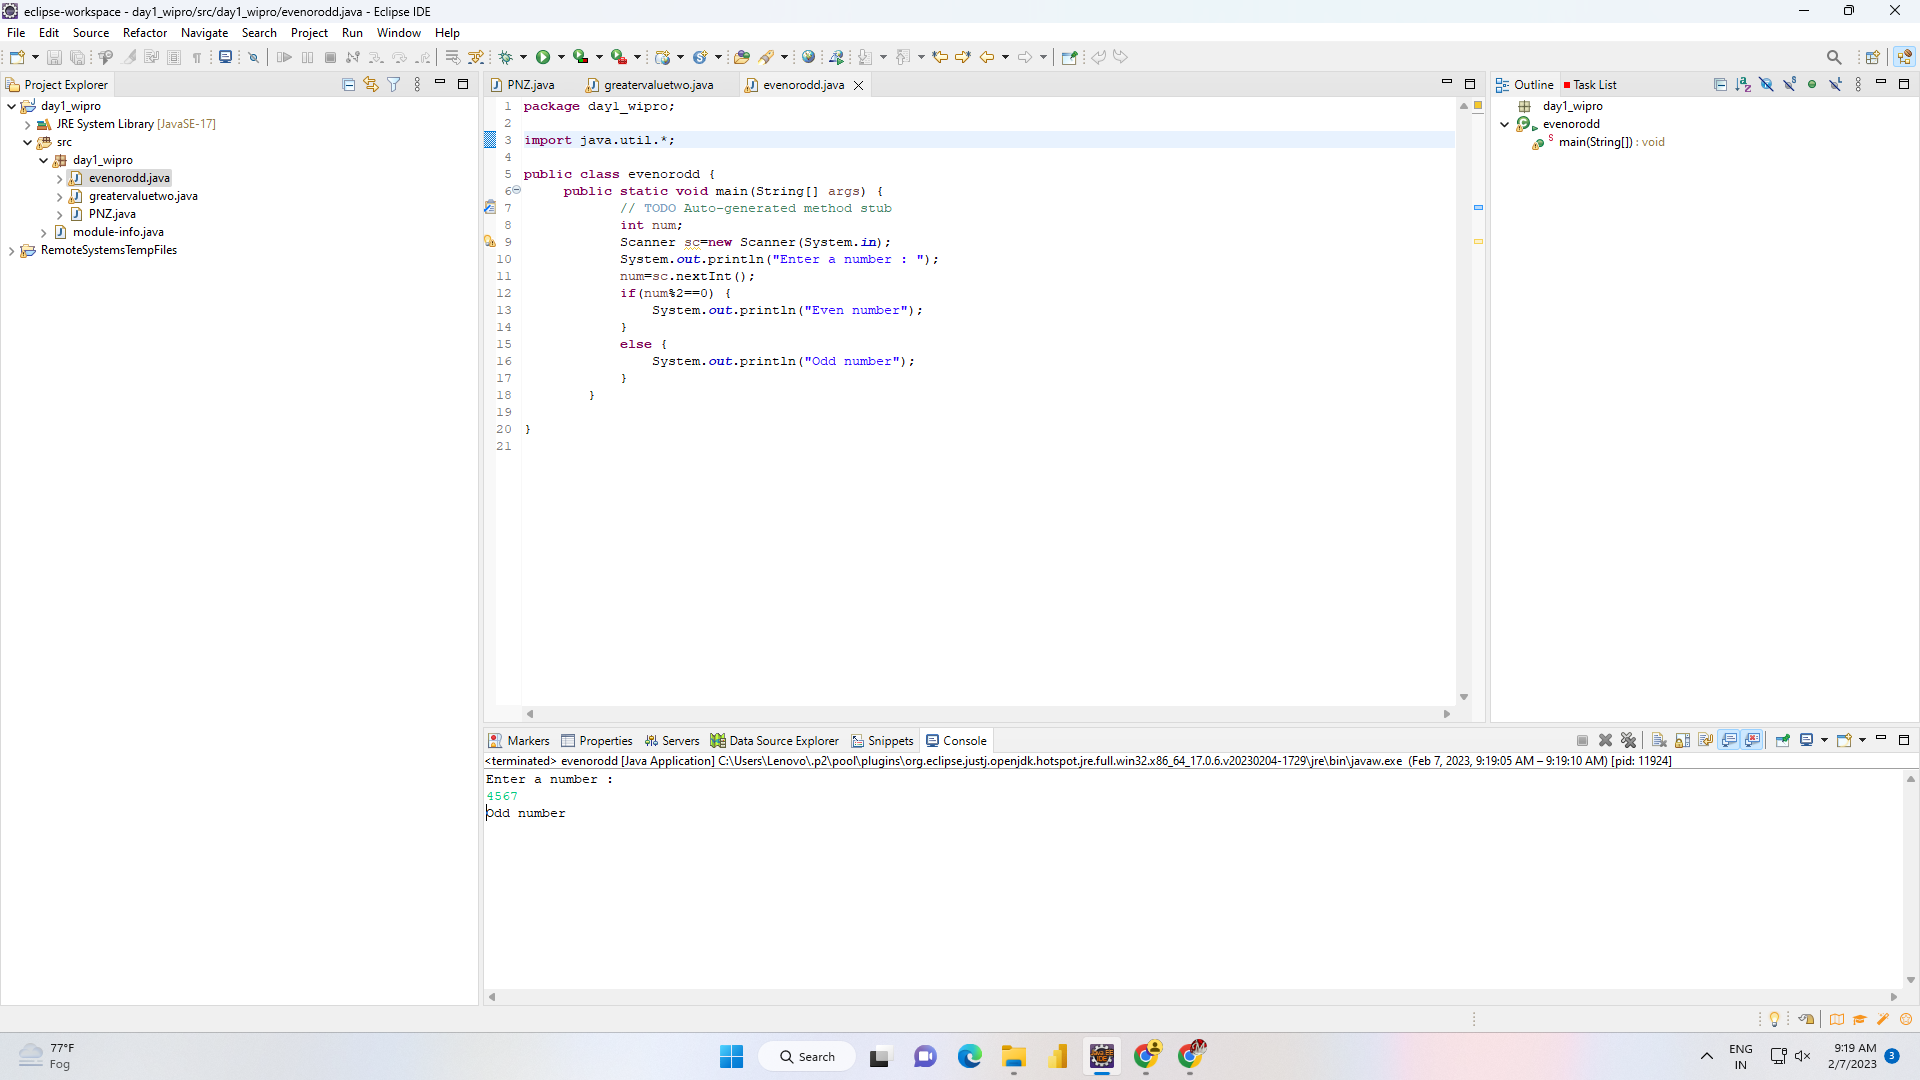 eclipse-workspace - day1_wipro/src/day1_wipro/evenorodd.java - Eclipse IDE
File Edit Source Refactor Navigate Search Project Run Window Help
Project Explorer
day1_wipro
JRE System Library [JavaSE-17]
src
day1_wipro
evenorodd.java
greatervaluetwo.java
PNZ.java
module-info.java
RemoteSystemsTempFiles
PNZ.java greatervaluetwo.java evenorodd.java
1 package day1_wipro;
2
3 import java.util.*;
4
5 public class evenorodd {
6 public static void main(String[] args) {
7 // TODO Auto-generated method stub
8 int num;
9 Scanner sc=new Scanner(System.in);
10 System.out.println("Enter a number : ");
11 num=sc.nextInt();
12 if(num%2==0) {
13 System.out.println("Even number");
14 }
15 else {
16 System.out.println("Odd number");
17 }
18 }
19
20 }
21
Outline Task List
day1_wipro
evenorodd
main(String[]) : void
Markers Properties Servers Data Source Explorer Snippets Console
<terminated> evenorodd [Java Application] C:\Users\Lenovo\.p2\pool\plugins\org.eclipse.justj.openjdk.hotspot.jre.full.win32.x86_64_17.0.6.v20230204-1729\jre\bin\javaw.exe (Feb 7, 2023, 9:19:05 AM – 9:19:10 AM) [pid: 11924]
Enter a number :
4567
Odd number
77°F
Fog
Search
ENG
IN
9:19 AM
2/7/2023
3